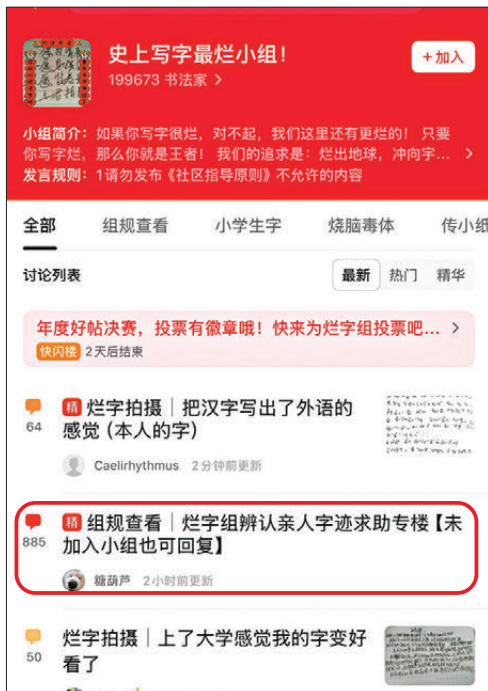 史上写字最烂小组！
199673 书法家 >
+加入
小组简介：如果你写字很烂，对不起，我们这里还有更烂的！ 只要
你写字烂，那么你就是王者！ 我们的追求是：烂出地球，冲向宇... >
发言规则：1请勿发布《社区指导原则》不允许的内容
全部 组规查看 小学生字 烧脑毒体 传小纸
讨论列表
最新 热门 精华
年度好帖决赛，投票有徽章哦！快来为烂字组投票吧... >
快闪楼 2天后结束
64
精 烂字拍摄｜把汉字写出了外语的
感觉（本人的字）
Caelirhythmus 2分钟前更新
885
精 组规查看｜烂字组辨认亲人字迹求助专楼【未
加入小组也可回复】
糖葫芦 2小时前更新
50
烂字拍摄｜上了大学感觉我的字变好
看了